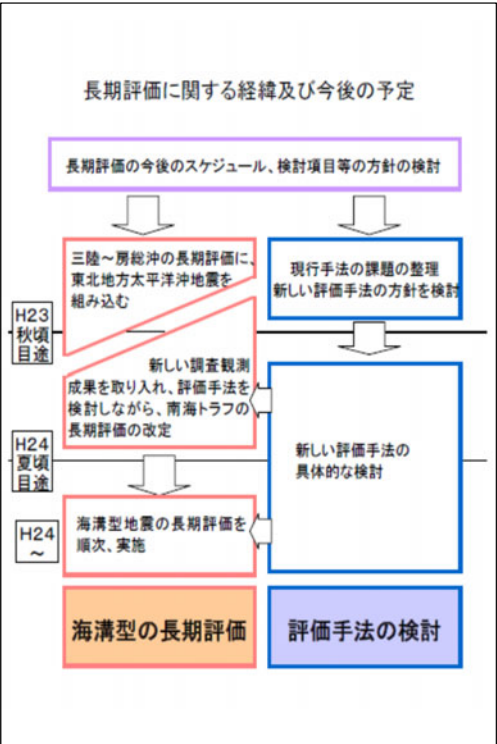 長期評価に関する経緯及び今後の予定
長期評価の今後のスケジュール、検討項目等の方針の検討
三陸～房総沖の長期評価に、
東北地方太平洋沖地震を
組み込む
現行手法の課題の整理
新しい評価手法の方針を検討
H23
秋頃
目途
新しい調査観測
成果を取り入れ、評価手法を
検討しながら、南海トラフの
長期評価の改定
新しい評価手法の
具体的な検討
H24
夏頃
目途
H24
～
海溝型地震の長期評価を
順次、実施
海溝型の長期評価
評価手法の検討